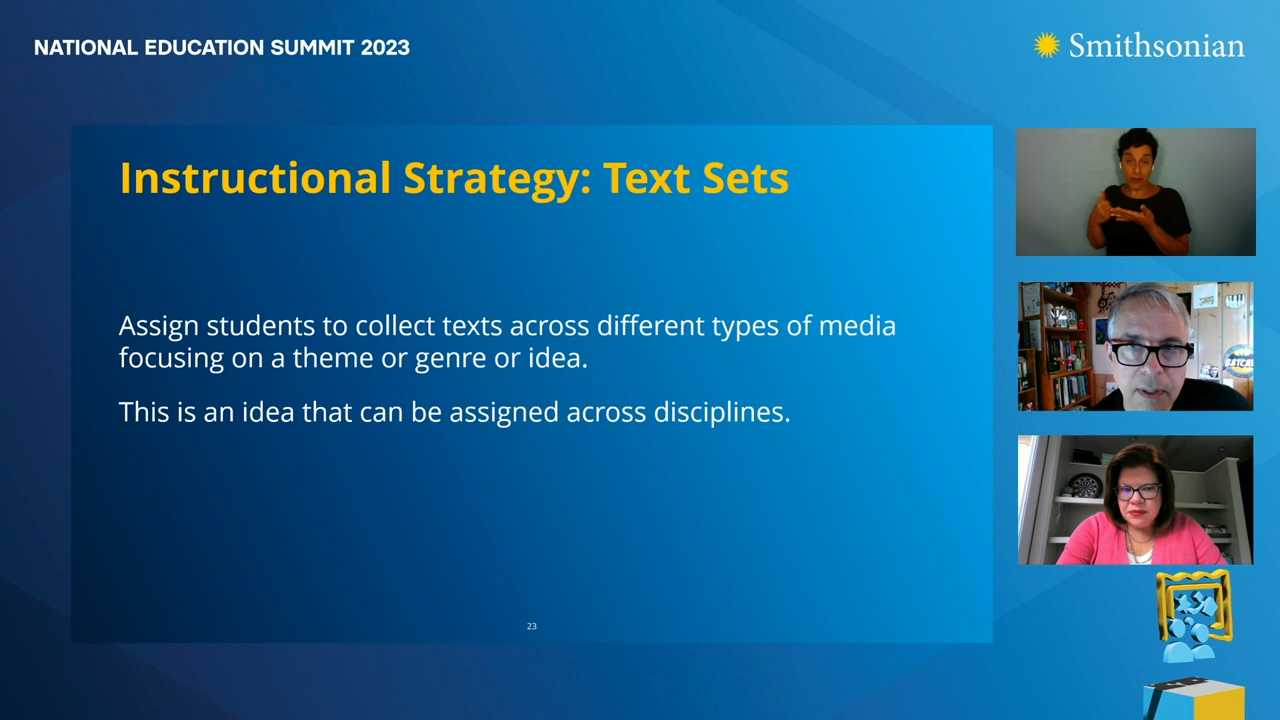 NATIONAL EDUCATION SUMMIT 2023
Smithsonian
Instructional Strategy: Text Sets
Assign students to collect texts across different types of media
focusing on a theme or genre or idea.
This is an idea that can be assigned across disciplines.
23